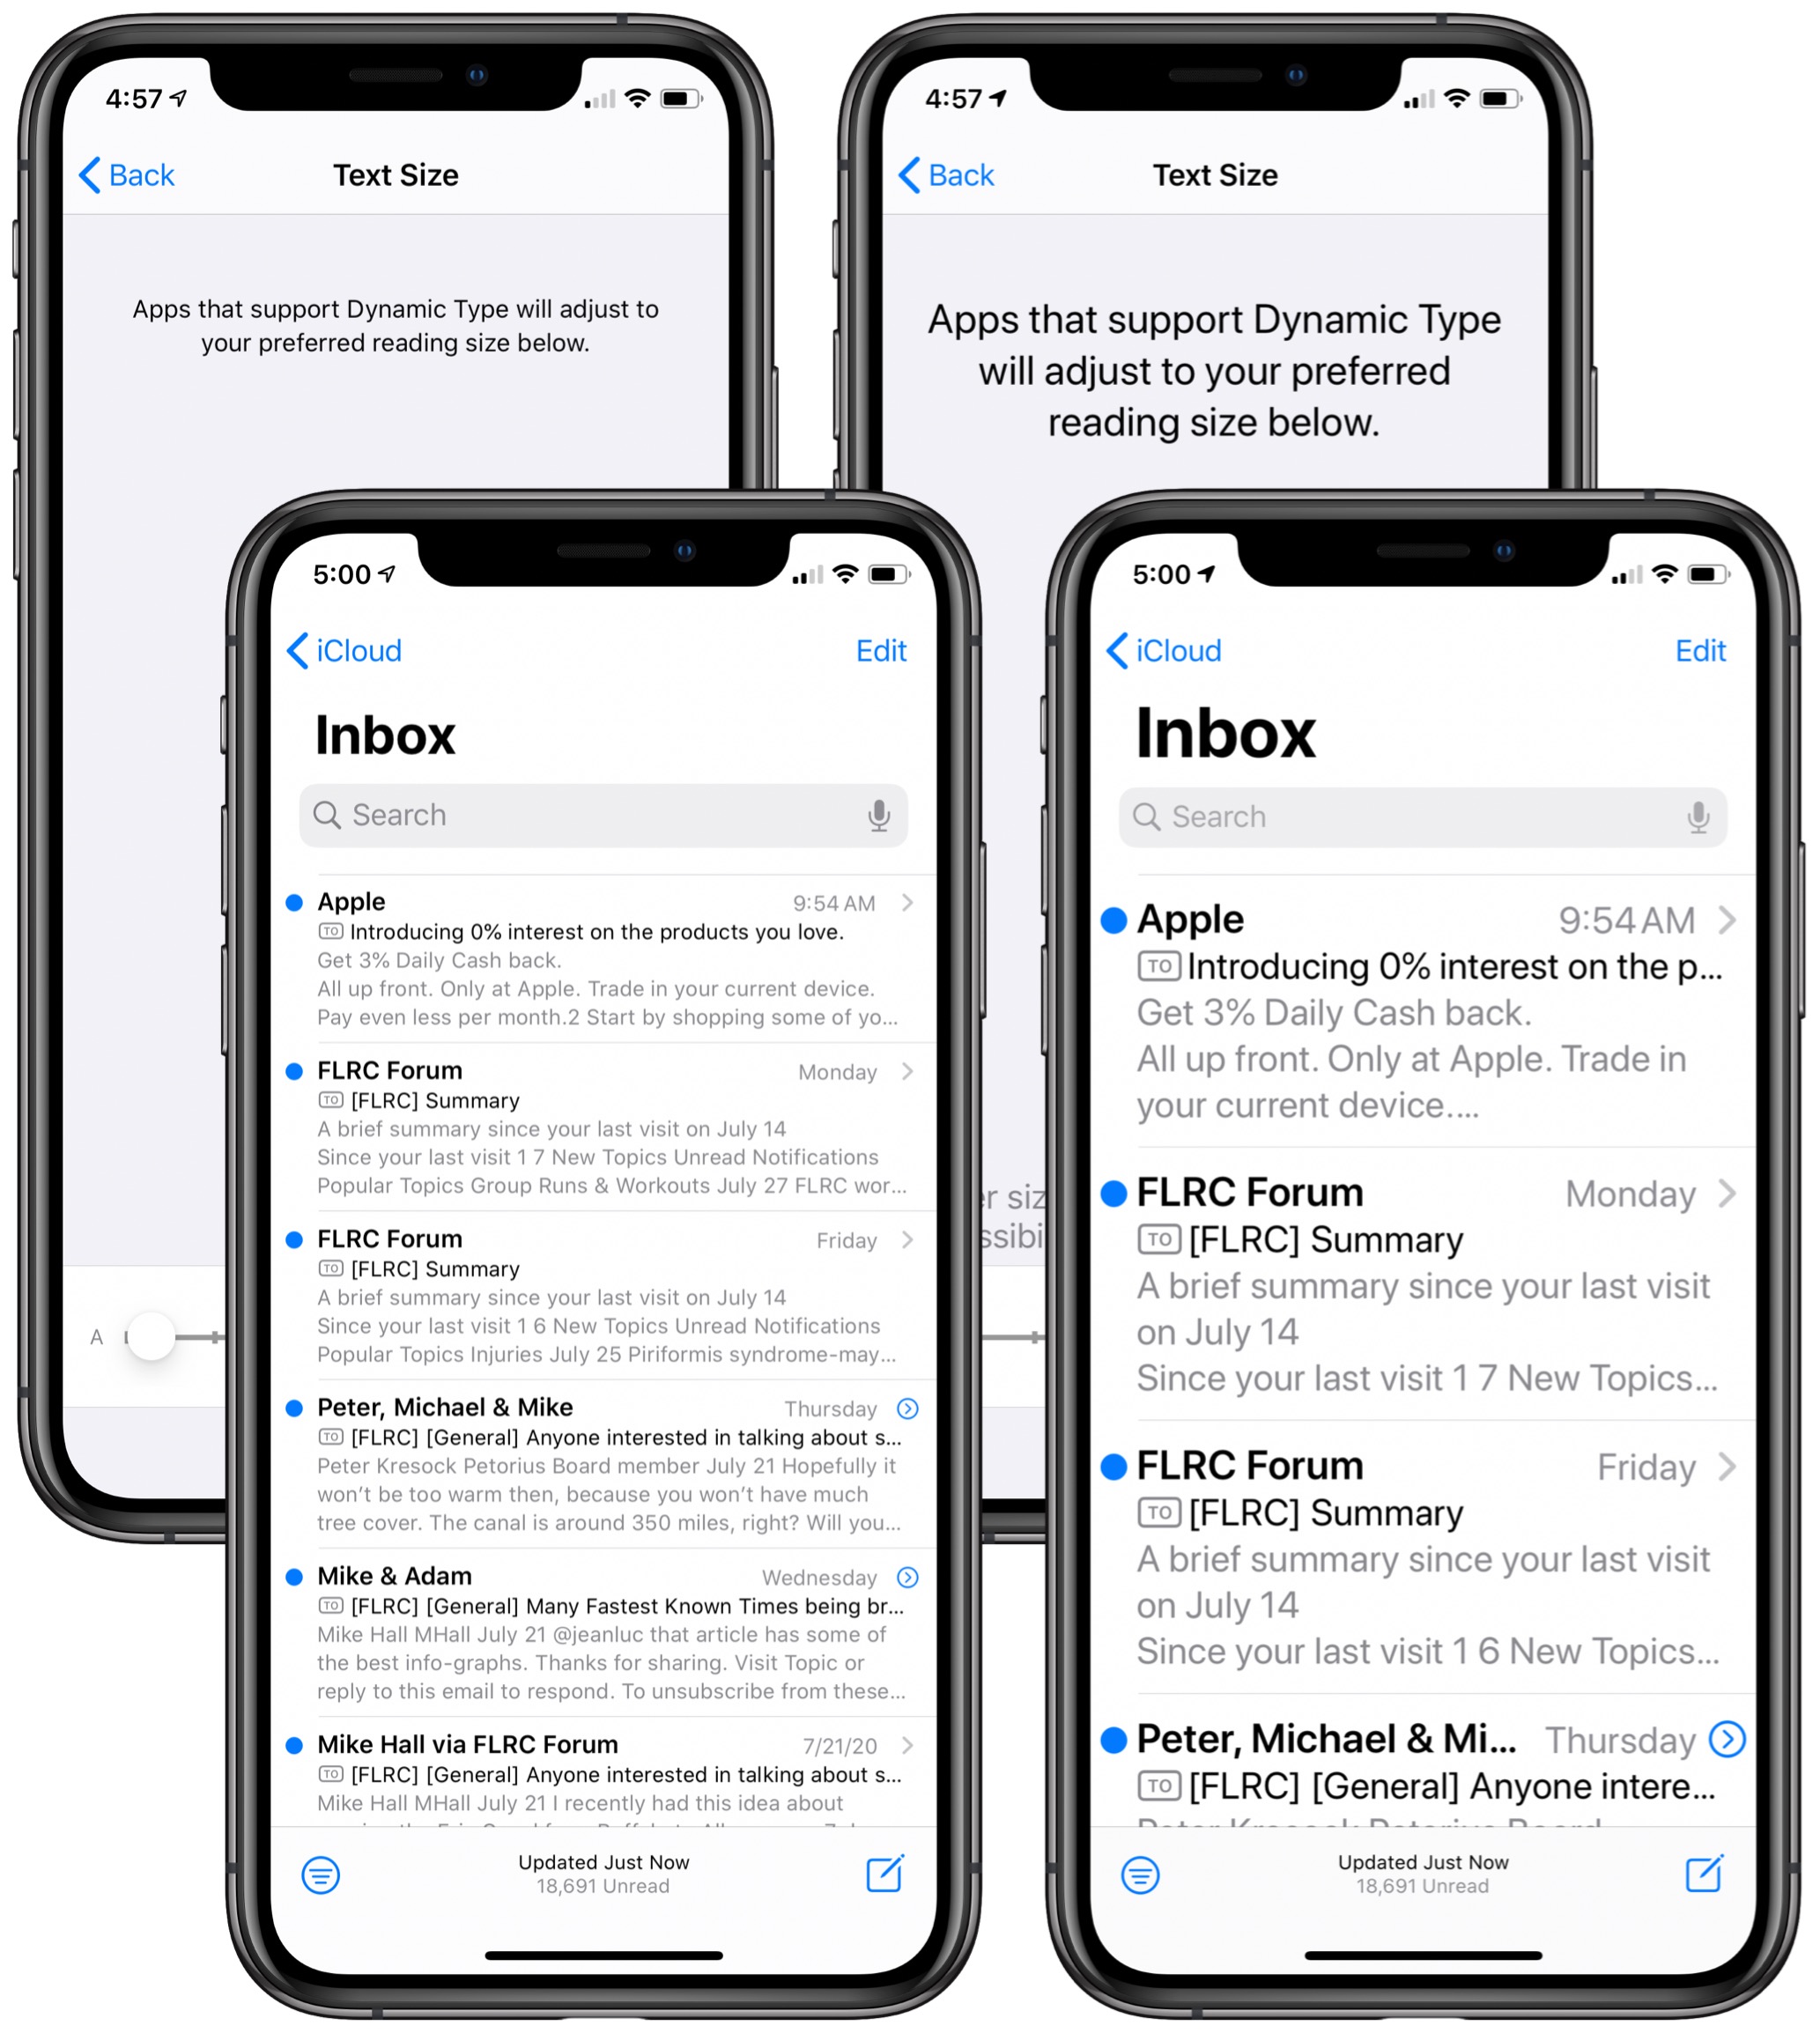 4:57
Back
Text Size
Apps that support Dynamic Type will adjust to
your preferred reading size below.
A
4:57
Back
Text Size
Apps that support Dynamic Type
will adjust to your preferred
reading size below.
5:00
iCloud
Edit
Inbox
Search
Apple
9:54 AM
TO Introducing 0% interest on the products you love.
Get 3% Daily Cash back.
All up front. Only at Apple. Trade in your current device.
Pay even less per month.2 Start by shopping some of yo...
FLRC Forum
Monday
TO [FLRC] Summary
A brief summary since your last visit on July 14
Since your last visit 1 7 New Topics Unread Notifications
Popular Topics Group Runs & Workouts July 27 FLRC wor...
FLRC Forum
Friday
TO [FLRC] Summary
A brief summary since your last visit on July 14
Since your last visit 1 6 New Topics Unread Notifications
Popular Topics Injuries July 25 Piriformis syndrome-may...
Peter, Michael & Mike
Thursday
TO [FLRC] [General] Anyone interested in talking about s...
Peter Kresock Petorius Board member July 21 Hopefully it
won't be too warm then, because you won't have much
tree cover. The canal is around 350 miles, right? Will you...
Mike & Adam
Wednesday
TO [FLRC] [General] Many Fastest Known Times being br...
Mike Hall MHall July 21 @jeanluc that article has some of
the best info-graphs. Thanks for sharing. Visit Topic or
reply to this email to respond. To unsubscribe from these...
Mike Hall via FLRC Forum
7/21/20
TO [FLRC] [General] Anyone interested in talking about s...
Mike Hall MHall July 21 I recently had this idea about
Updated Just Now
18,691 Unread
5:00
iCloud
Edit
Inbox
Search
Apple
9:54 AM
TO Introducing 0% interest on the p...
Get 3% Daily Cash back.
All up front. Only at Apple. Trade in
your current device....
FLRC Forum
Monday
TO [FLRC] Summary
A brief summary since your last visit
on July 14
Since your last visit 1 7 New Topics...
FLRC Forum
Friday
TO [FLRC] Summary
A brief summary since your last visit
on July 14
Since your last visit 1 6 New Topics...
Peter, Michael & Mi...
Thursday
TO [FLRC] [General] Anyone intere...
Peter Kresock Petorius Board
Updated Just Now
18,691 Unread